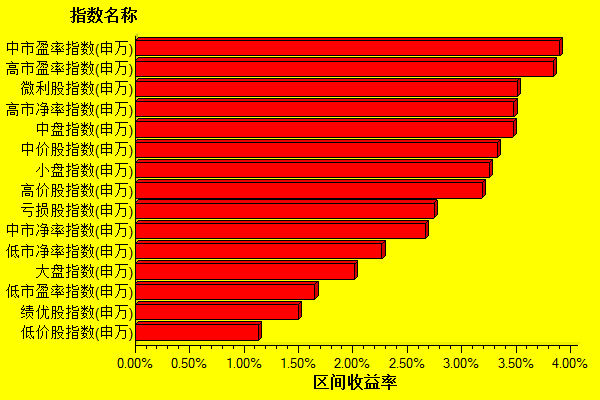 指数名称
中市盈率指数(申万)
高市盈率指数(申万)
微利股指数(申万)
高市净率指数(申万)
中盘指数(申万)
中价股指数(申万)
小盘指数(申万)
高价股指数(申万)
亏损股指数(申万)
中市净率指数(申万)
低市净率指数(申万)
大盘指数(申万)
低市盈率指数(申万)
绩优股指数(申万)
低价股指数(申万)
0.00% 0.50% 1.00% 1.50% 2.00% 2.50% 3.00% 3.50% 4.00%
区间收益率